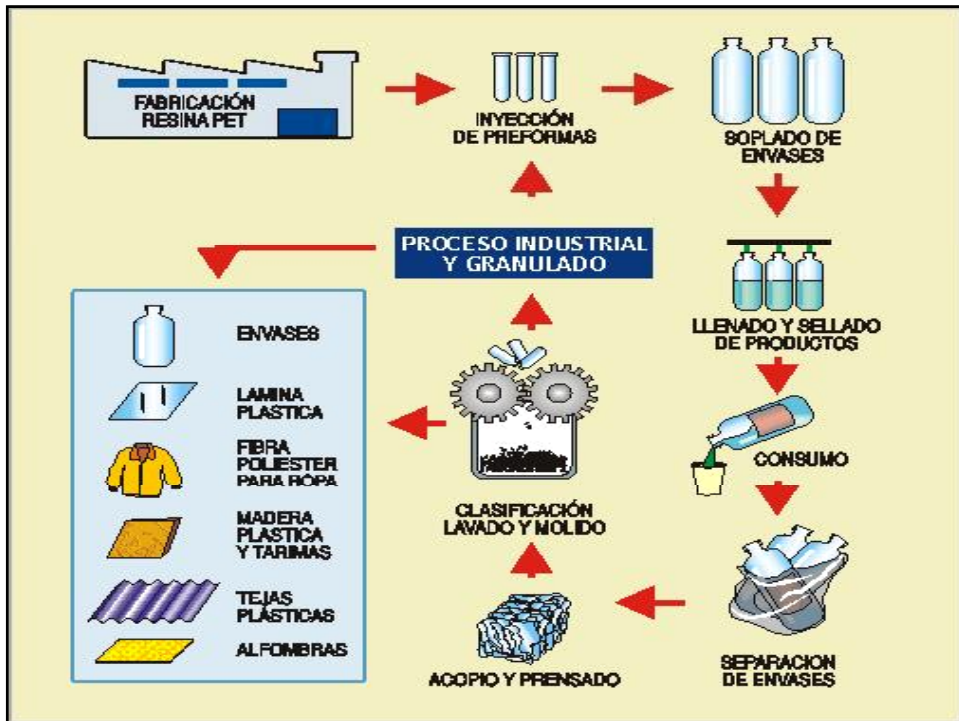 FABRICACIÓN
RESINA PET
INYECCIÓN
DE PREFORMAS
SOPLADO DE
ENVASES
PROCESO INDUSTRIAL
Y GRANULADO
LLENADO Y SELLADO
DE PRODUCTOS
CONSUMO
SEPARACION
DE ENVASES
ACOPIO Y PRENSADO
CLASIFICACIÓN
LAVADO Y MOLIDO
ENVASES
LAMINA
PLASTICA
FIBRA
POLIESTER
PARA ROPA
MADERA
PLASTICA
Y TARIMAS
TEJAS
PLÁSTICAS
ALFOMBRAS